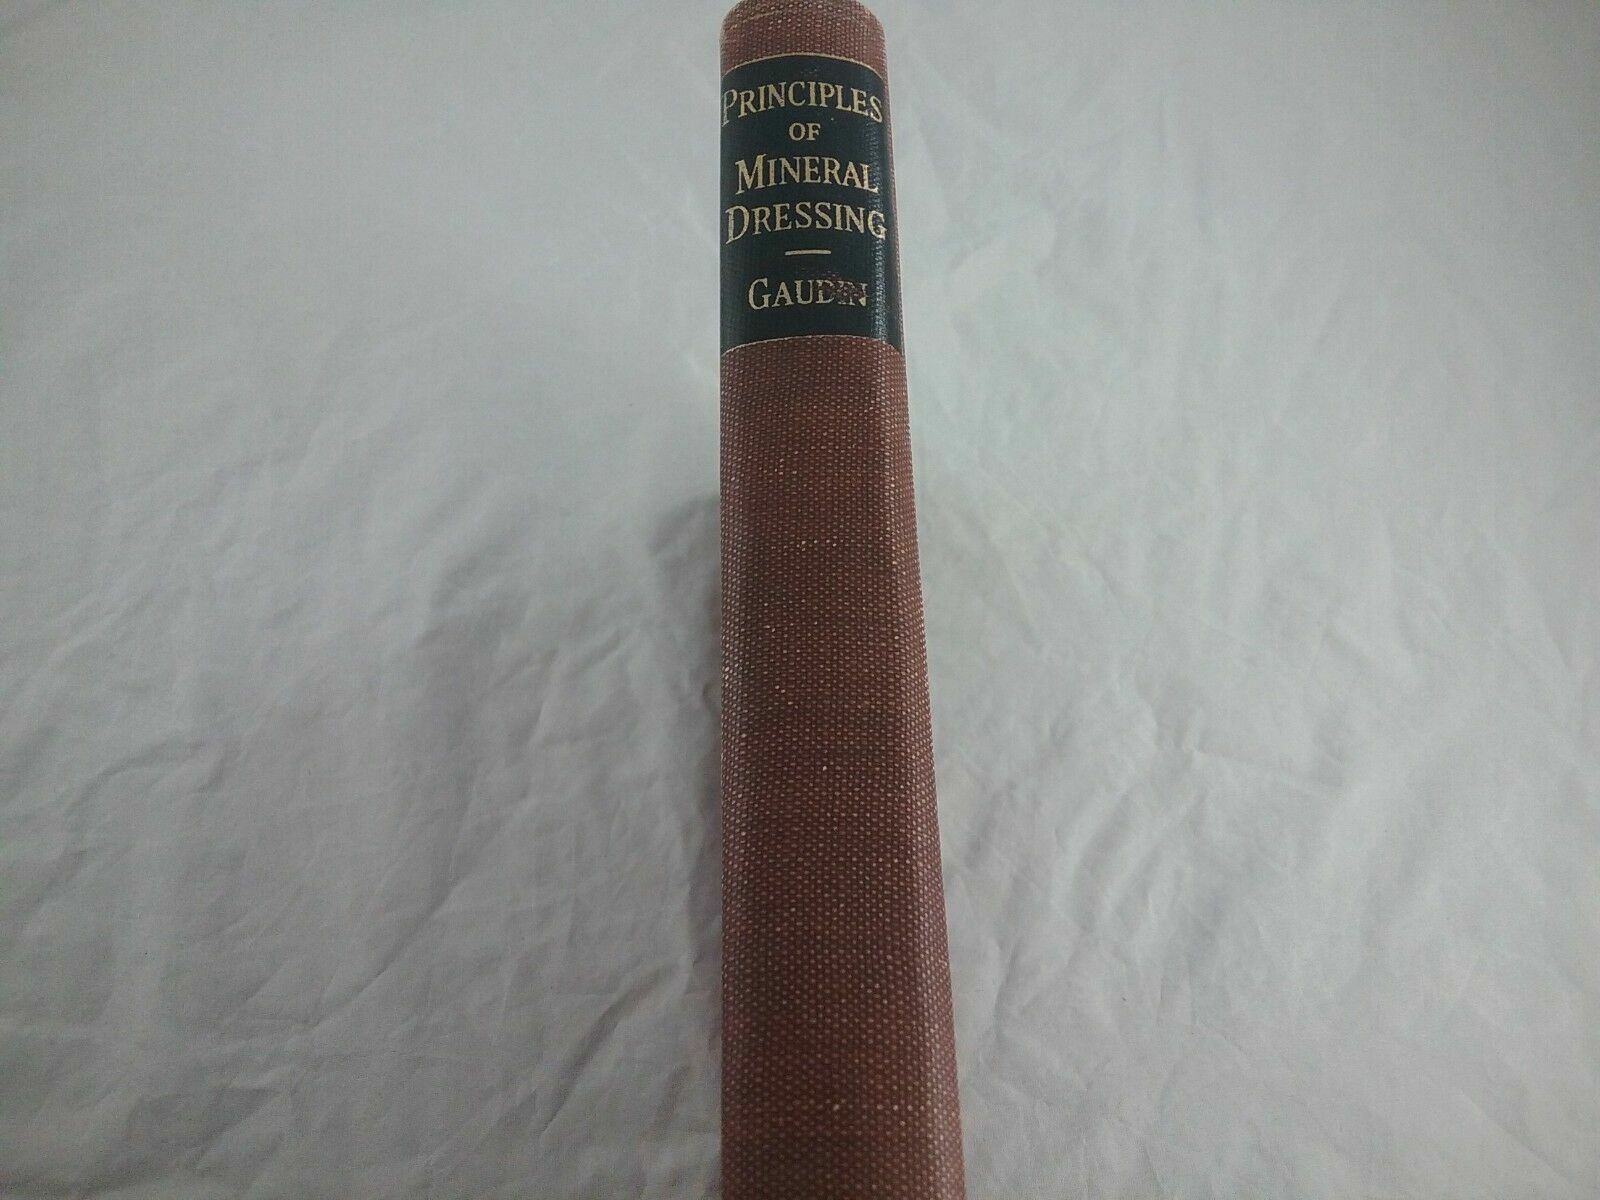 PRINCIPLES
OF
MINERAL
DRESSING
GAUDIN